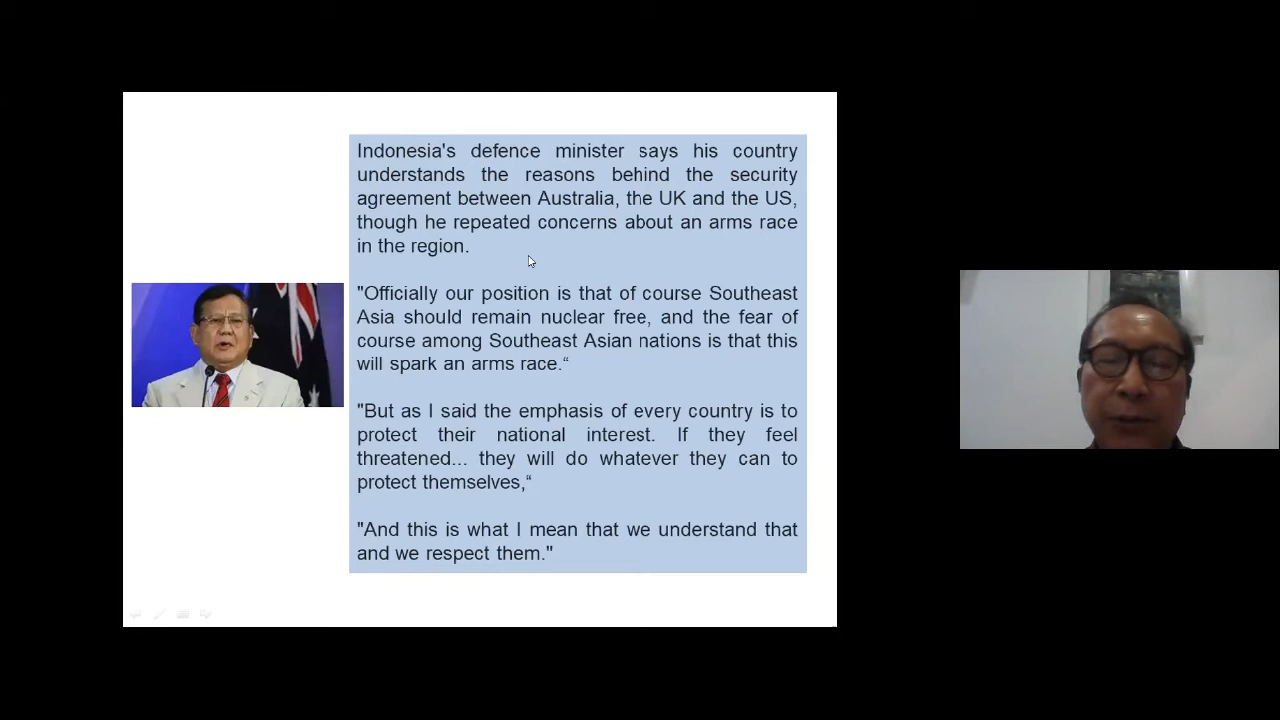 Indonesia's defence minister says his country
understands the reasons behind the security
agreement between Australia, the UK and the US,
though he repeated concerns about an arms race
in the region.
"Officially our position is that of course Southeast
Asia should remain nuclear free, and the fear of
course among Southeast Asian nations is that this
will spark an arms race.“
"But as I said the emphasis of every country is to
protect their national interest. If they feel
threatened... they will do whatever they can to
protect themselves,“
"And this is what I mean that we understand that
and we respect them."